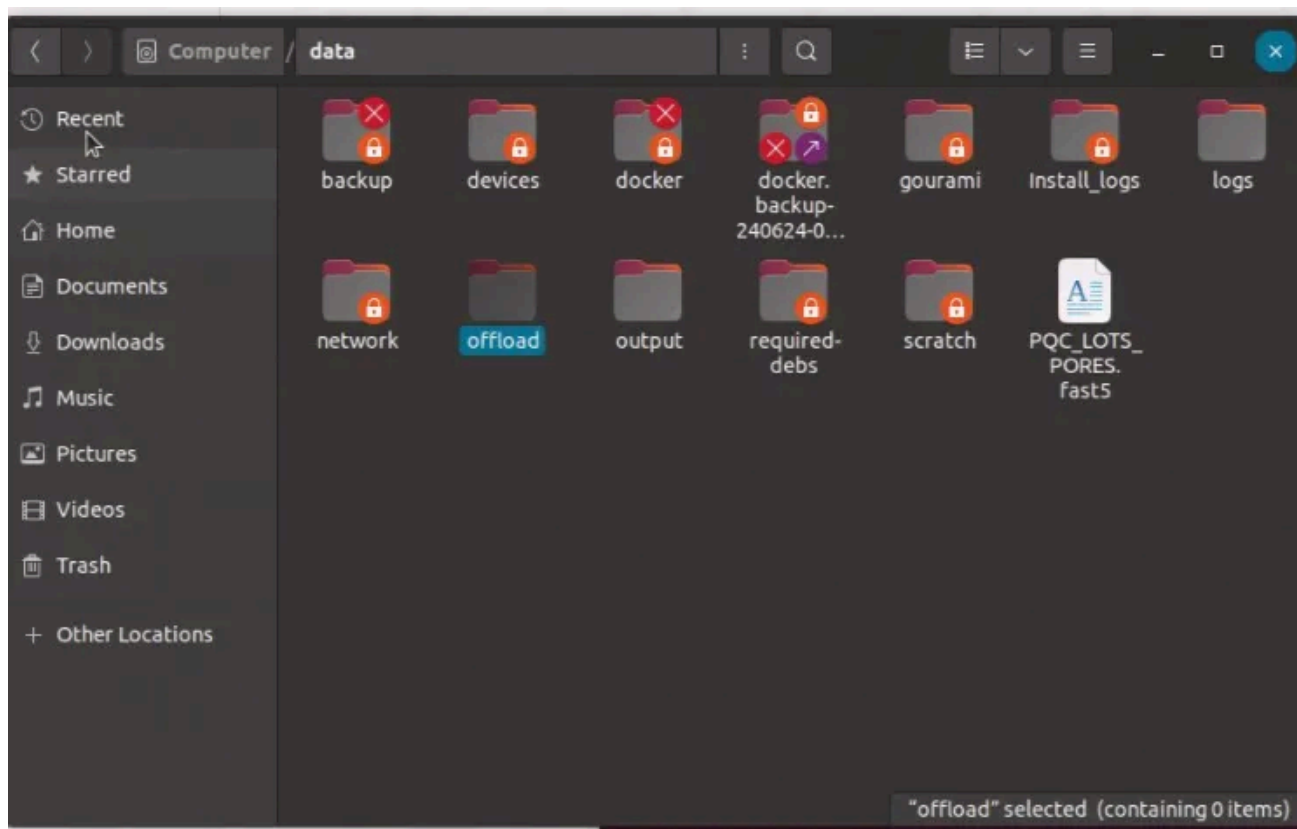 Computer / data
Recent
Starred
Home
Documents
Downloads
Music
Pictures
Videos
Trash
+ Other Locations
backup
devices
docker
docker.
backup-
240624-0...
gourami
Install_logs
logs
network
offload
output
required-
debs
scratch
PQC_LOTS_
PORES.
fast5
"offload" selected (containing 0 items)